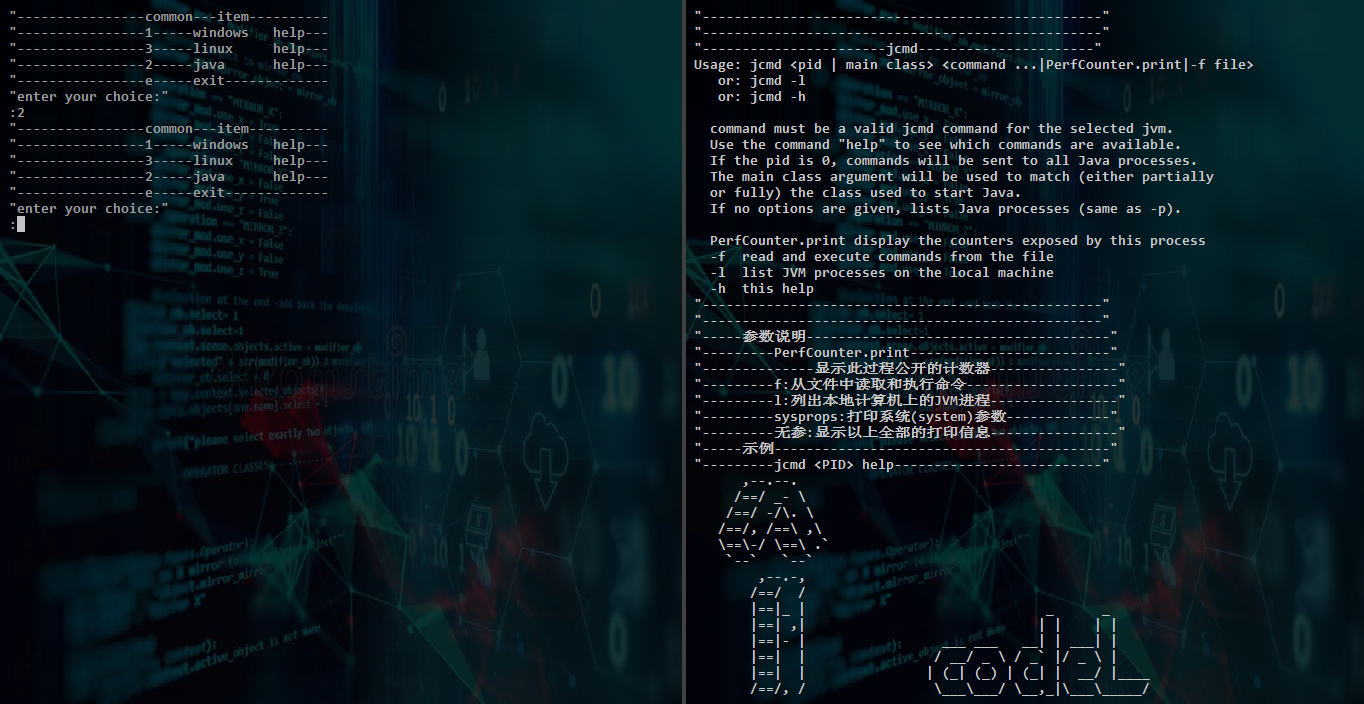 "----------------common---item----------
"----------------1-----windows   help---
"----------------3-----linux     help---
"----------------2-----java      help---
"----------------e-----exit-------------
"enter your choice:"
:2
"----------------common---item----------
"----------------1-----windows   help---
"----------------3-----linux     help---
"----------------2-----java      help---
"----------------e-----exit-------------
"enter your choice:"
:
"--------------------------------------------------"
"--------------------------------------------------"
"-----------------------jcmd----------------------"
Usage: jcmd <pid | main class> <command ...|PerfCounter.print|-f file>
   or: jcmd -l
   or: jcmd -h
  command must be a valid jcmd command for the selected jvm.
  Use the command "help" to see which commands are available.
  If the pid is 0, commands will be sent to all Java processes.
  The main class argument will be used to match (either partially
  or fully) the class used to start Java.
  If no options are given, lists Java processes (same as -p).
  PerfCounter.print display the counters exposed by this process
  -f  read and execute commands from the file
  -l  list JVM processes on the local machine
  -h  this help
"--------------------------------------------------"
"--------------------------------------------------"
"-----参数说明--------------------------------------"
"---------PerfCounter.print-------------------------"
"--------------显示此过程公开的计数器----------------"
"---------f:从文件中读取和执行命令-------------------"
"---------l:列出本地计算机上的JVM进程----------------"
"---------sysprops:打印系统(system)参数-------------"
"---------无参:显示以上全部的打印信息----------------"
"-----示例------------------------------------------"
"---------jcmd <PID> help--------------------------"